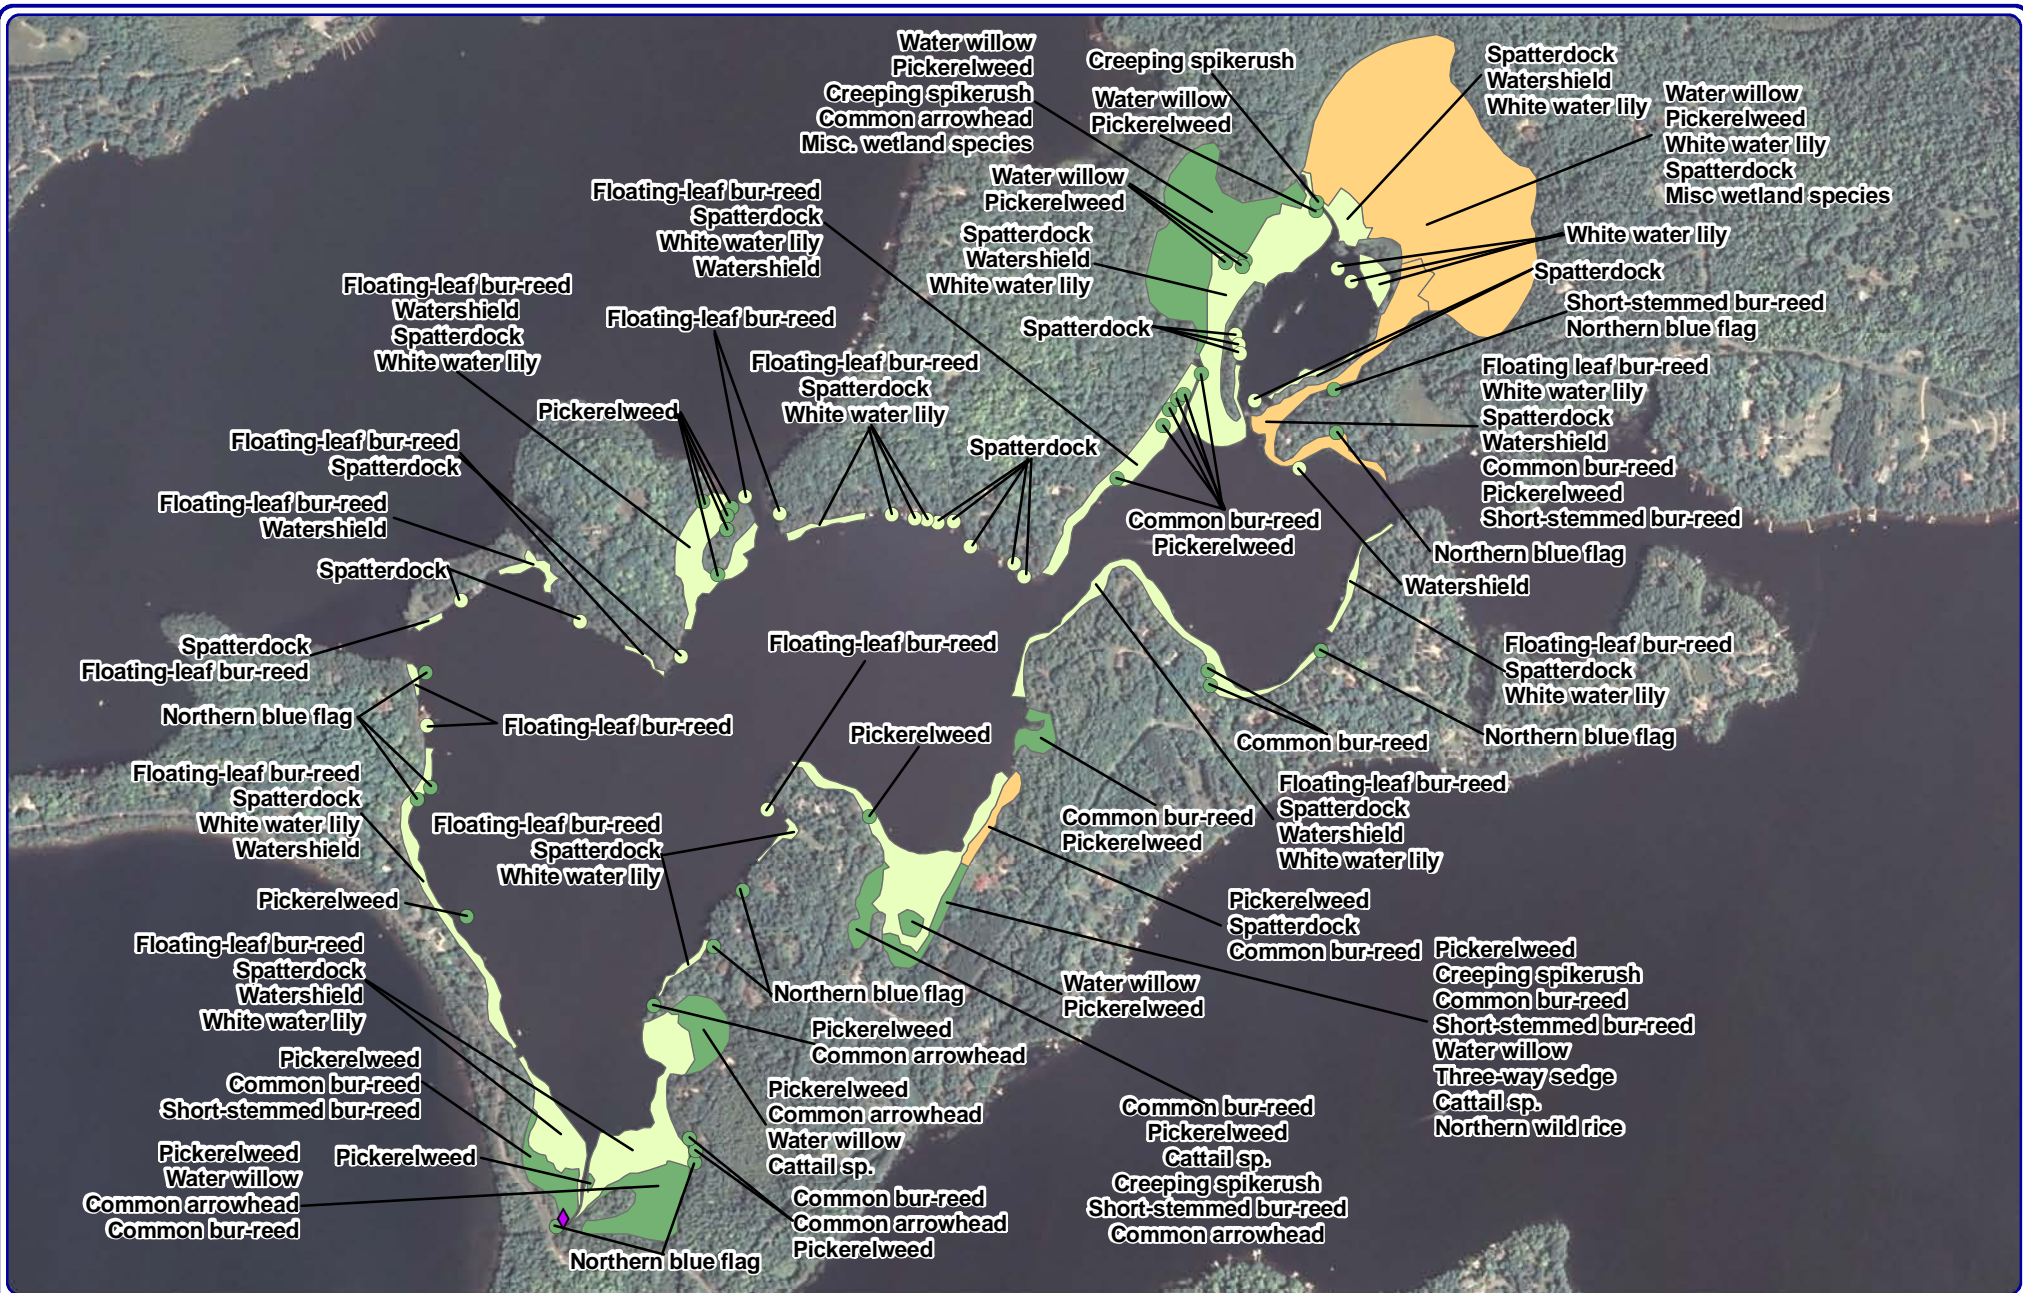 Water willow
Pickerelweed
Creeping spikerush
Common arrowhead
Misc. wetland species
Creeping spikerush
Water willow
Pickerelweed
Spatterdock
Watershield
White water lily
Water willow
Pickerelweed
White water lily
Spatterdock
Misc wetland species
Water willow
Pickerelweed
Floating-leaf bur-reed
Spatterdock
White water lily
Watershield
Spatterdock
Watershield
White water lily
White water lily
Spatterdock
Short-stemmed bur-reed
Northern blue flag
Floating-leaf bur-reed
Watershield
Spatterdock
White water lily
Floating-leaf bur-reed
Spatterdock
Floating-leaf bur-reed
Spatterdock
White water lily
Floating leaf bur-reed
White water lily
Spatterdock
Watershield
Common bur-reed
Pickerelweed
Short-stemmed bur-reed
Pickerelweed
Floating-leaf bur-reed
Spatterdock
Spatterdock
Floating-leaf bur-reed
Watershield
Common bur-reed
Pickerelweed
Northern blue flag
Watershield
Spatterdock
Spatterdock
Floating-leaf bur-reed
Floating-leaf bur-reed
Floating-leaf bur-reed
Spatterdock
White water lily
Northern blue flag
Floating-leaf bur-reed
Pickerelweed
Common bur-reed
Northern blue flag
Floating-leaf bur-reed
Spatterdock
White water lily
Watershield
Floating-leaf bur-reed
Spatterdock
White water lily
Common bur-reed
Pickerelweed
Floating-leaf bur-reed
Spatterdock
Watershield
White water lily
Pickerelweed
Pickerelweed
Spatterdock
Common bur-reed
Floating-leaf bur-reed
Spatterdock
Watershield
White water lily
Northern blue flag
Water willow
Pickerelweed
Pickerelweed
Creeping spikerush
Common bur-reed
Short-stemmed bur-reed
Water willow
Three-way sedge
Cattail sp.
Northern wild rice
Pickerelweed
Common arrowhead
Pickerelweed
Common bur-reed
Short-stemmed bur-reed
Pickerelweed
Common arrowhead
Water willow
Cattail sp.
Common bur-reed
Pickerelweed
Cattail sp.
Creeping spikerush
Short-stemmed bur-reed
Common arrowhead
Pickerelweed
Water willow
Common arrowhead
Common bur-reed
Pickerelweed
Common bur-reed
Common arrowhead
Pickerelweed
Northern blue flag